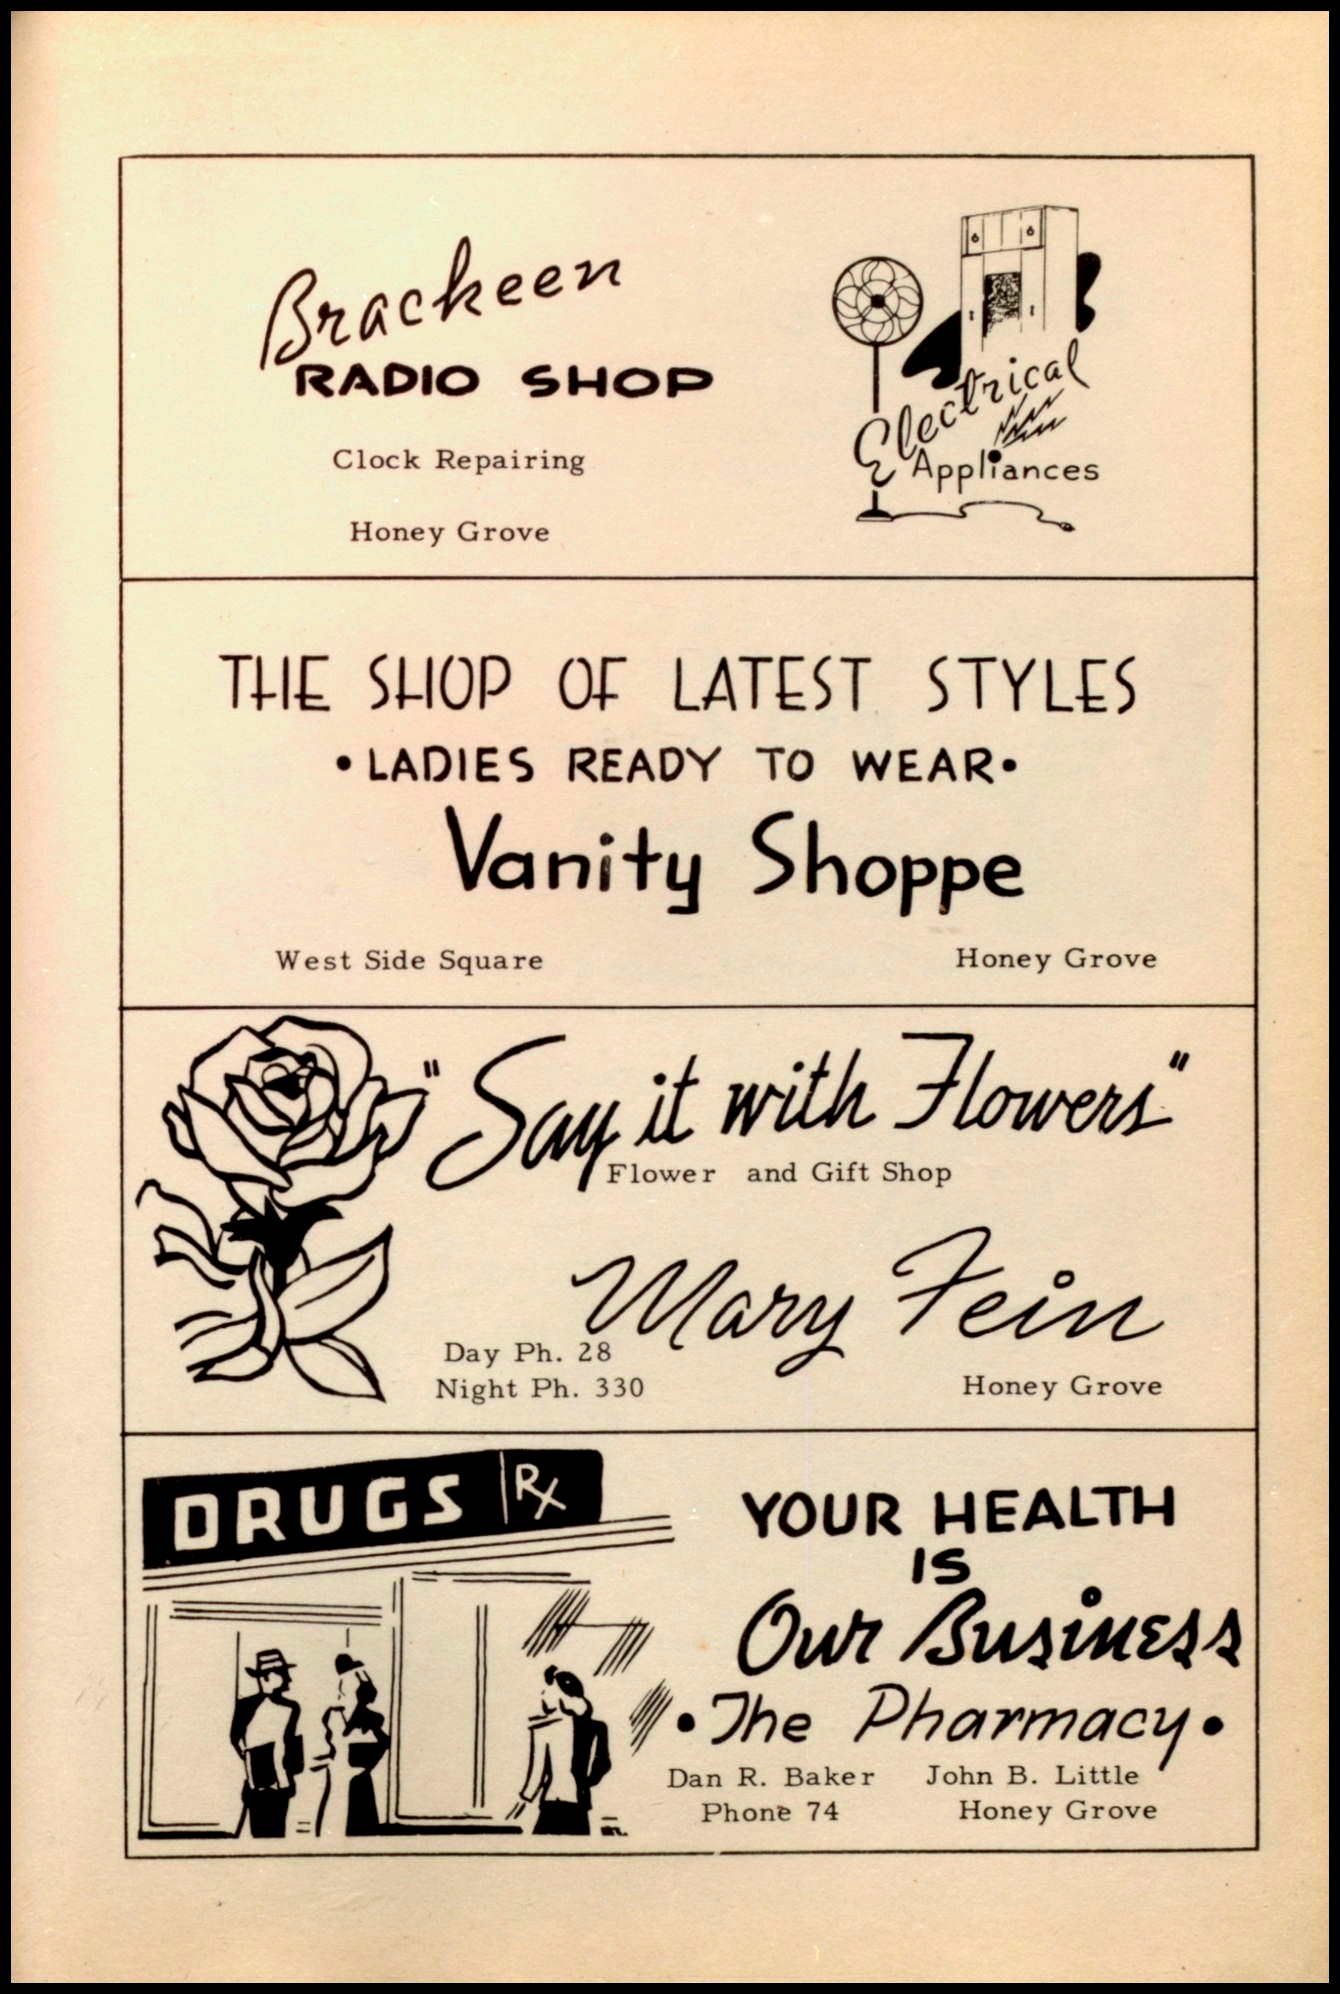 Brackeen
RADIO SHOP
Clock Repairing
Honey Grove
Electrical
Appliances
THE SHOP OF LATEST STYLES
•LADIES READY TO WEAR•
Vanity Shoppe
West Side Square Honey Grove
"Say it with Flowers"
Flower and Gift Shop
Mary Fein
Day Ph. 28
Night Ph. 330 Honey Grove
DRUGS Rx
YOUR HEALTH
IS
Our Business
•The Pharmacy•
Dan R. Baker John B. Little
Phone 74 Honey Grove